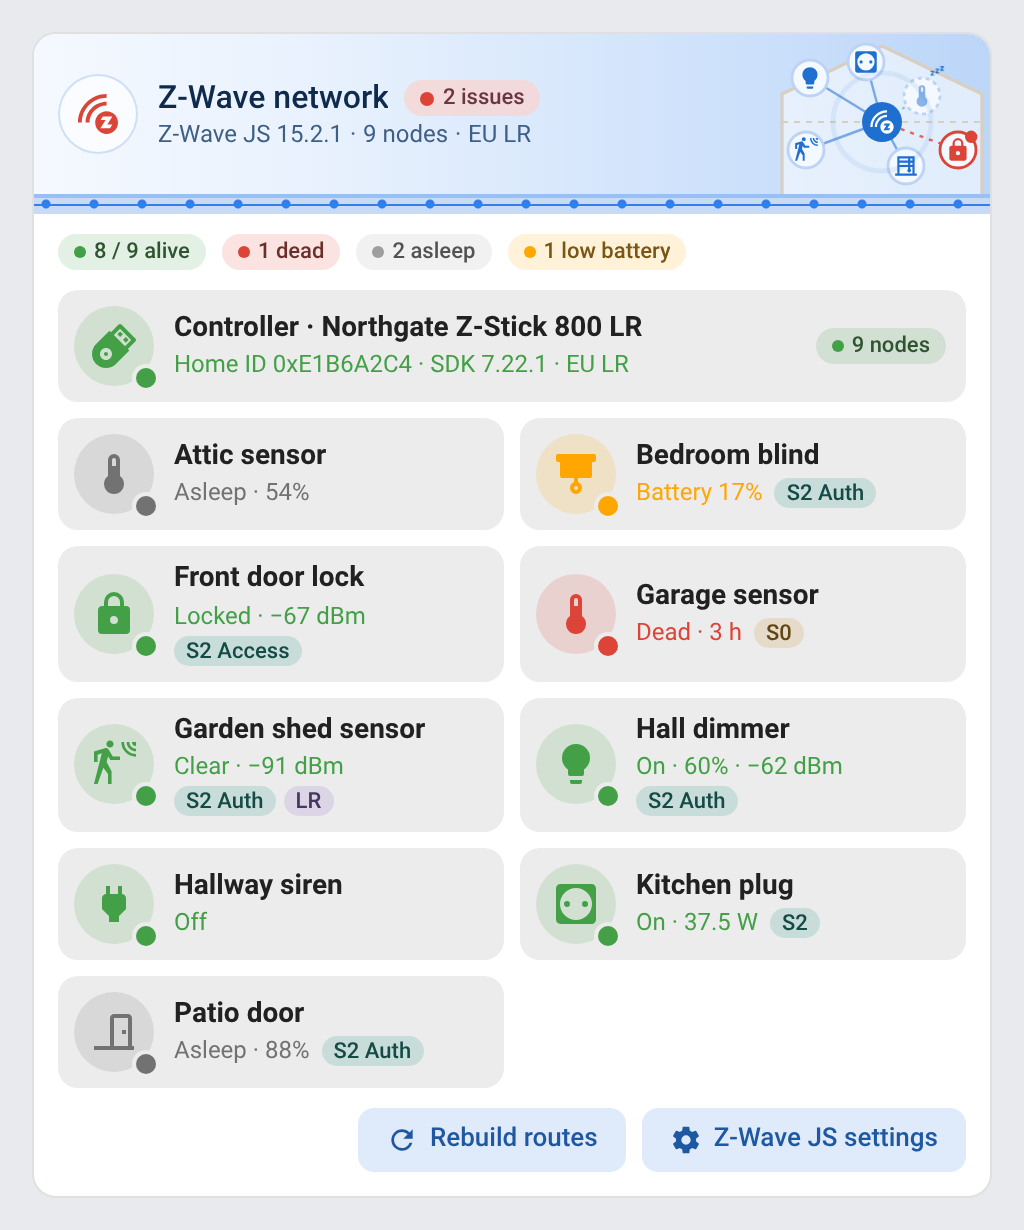 Z-Wave network
2 issues
Z-Wave JS 15.2.1 · 9 nodes · EU LR
zzz
8 / 9 alive
1 dead
2 asleep
1 low battery
Controller · Northgate Z-Stick 800 LR
Home ID 0xE1B6A2C4 · SDK 7.22.1 · EU LR
9 nodes
Attic sensor
Asleep · 54%
Bedroom blind
Battery 17% S2 Auth
Front door lock
Locked · −67 dBm
S2 Access
Garage sensor
Dead · 3 h S0
Garden shed sensor
Clear · −91 dBm
S2 Auth LR
Hall dimmer
On · 60% · −62 dBm
S2 Auth
Hallway siren
Off
Kitchen plug
On · 37.5 W S2
Patio door
Asleep · 88% S2 Auth
Rebuild routes
Z-Wave JS settings